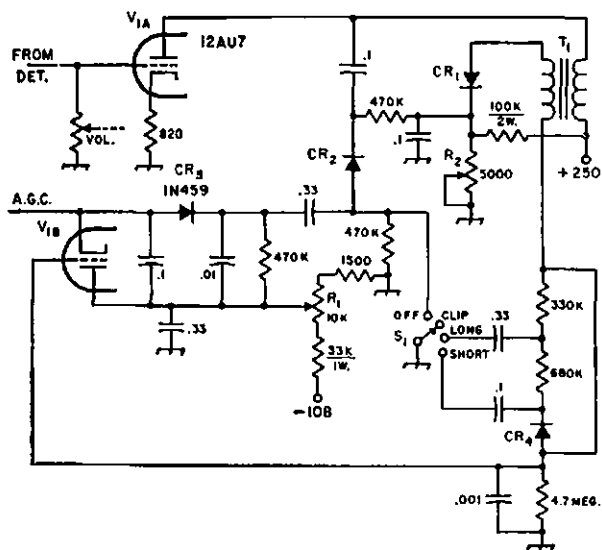 V1A
12AU7
FROM
DET.
VOL.
820
.1
470K
CR1
T1
100K
2W.
.1
R2
5000
+250
CR2
CR3
1N459
A.G.C.
.33
V1B
.1
.01
470K
470K
1500
R1
10K
.33
33K
1W.
-108
OFF
CLIP
S1
LONG
SHORT
.33
330K
680K
.1
CR4
.001
4.7 MEG.